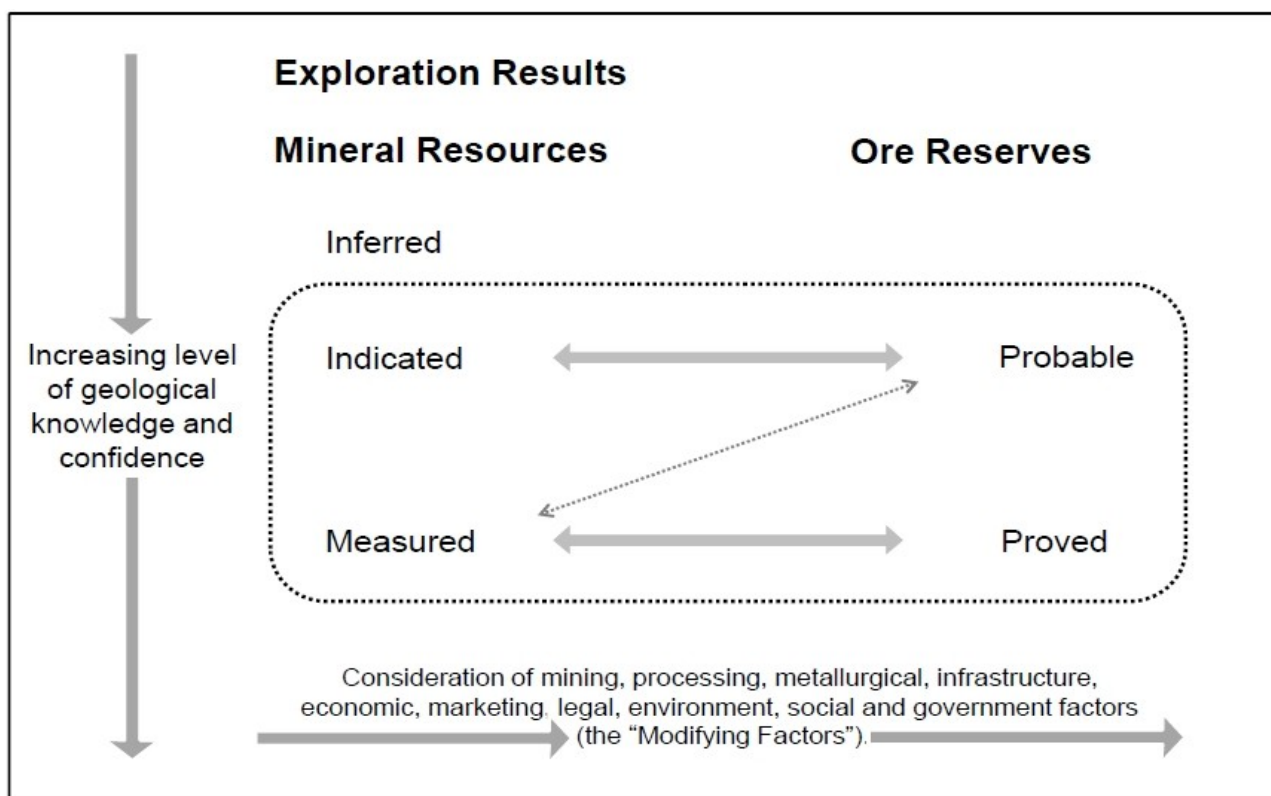 Exploration Results
Mineral Resources
Ore Reserves
Inferred
Increasing level
of geological
knowledge and
confidence
Indicated
Probable
Measured
Proved
Consideration of mining, processing, metallurgical, infrastructure,
economic, marketing, legal, environment, social and government factors
(the “Modifying Factors”).